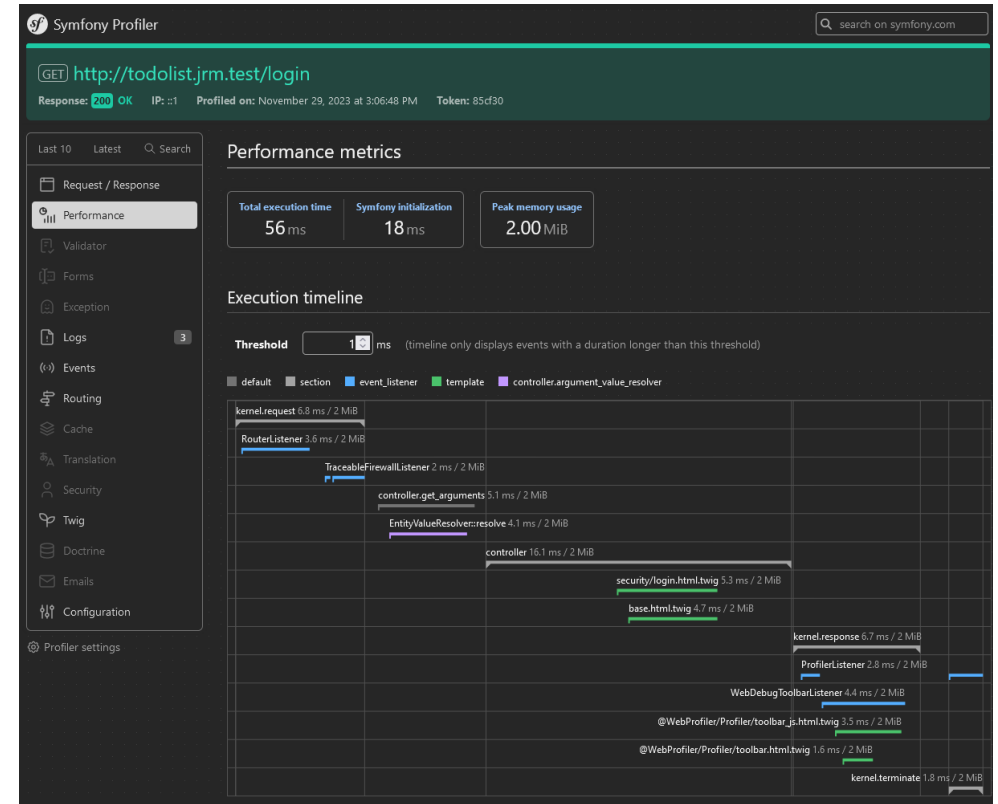 sf Symfony Profiler
search on symfony.com
GET http://todolist.jrm.test/login
Response: 200 OK IP: ::1 Profiled on: November 29, 2023 at 3:06:48 PM Token: 85cf30
Last 10 Latest Search
Request / Response
Performance
Validator
Forms
Exception
Logs 3
Events
Routing
Cache
Translation
Security
Twig
Doctrine
Emails
Configuration
Profiler settings
Performance metrics
Total execution time Symfony initialization Peak memory usage
56 ms 18 ms 2.00 MiB
Execution timeline
Threshold 1 ms (timeline only displays events with a duration longer than this threshold)
default section event_listener template controller.argument_value_resolver
kernel.request 6.8 ms / 2 MiB
RouterListener 3.6 ms / 2 MiB
TraceableFirewallListener 2 ms / 2 MiB
controller.get_arguments 5.1 ms / 2 MiB
EntityValueResolver::resolve 4.1 ms / 2 MiB
controller 16.1 ms / 2 MiB
security/login.html.twig 5.3 ms / 2 MiB
base.html.twig 4.7 ms / 2 MiB
kernel.response 6.7 ms / 2 MiB
ProfilerListener 2.8 ms / 2 MiB
WebDebugToolbarListener 4.4 ms / 2 MiB
@WebProfiler/Profiler/toolbar_js.html.twig 3.5 ms / 2 MiB
@WebProfiler/Profiler/toolbar.html.twig 1.6 ms / 2 MiB
kernel.terminate 1.8 ms / 2 MiB